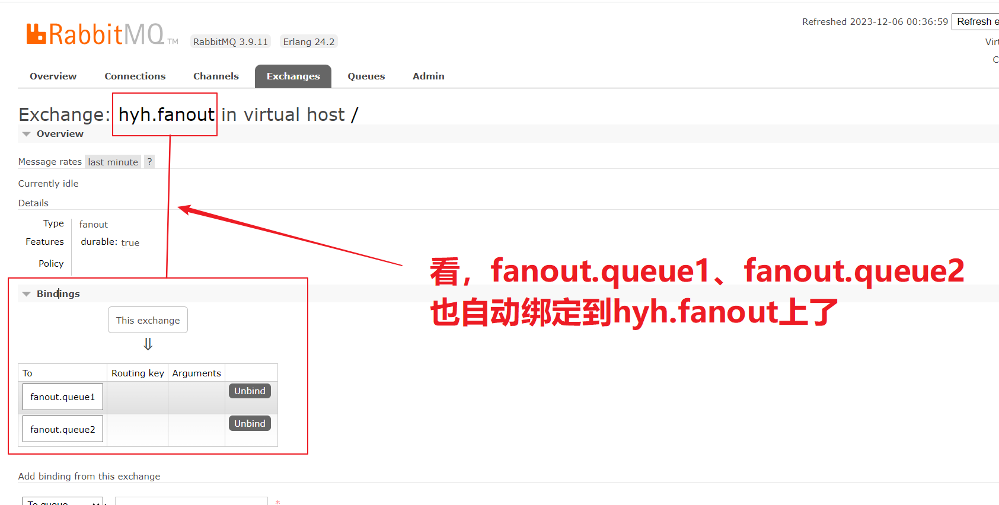 RabbitMQ TM
RabbitMQ 3.9.11 Erlang 24.2
Refreshed 2023-12-06 00:36:59 Refresh e
Virt
C
Overview Connections Channels Exchanges Queues Admin
Exchange: hyh.fanout in virtual host /
Overview
Message rates last minute ?
Currently idle
Details
Type fanout
Features durable: true
Policy
看，fanout.queue1、fanout.queue2
也自动绑定到hyh.fanout上了
Bindings
This exchange
⇓
To Routing key Arguments
fanout.queue1 Unbind
fanout.queue2 Unbind
Add binding from this exchange
To queue : *